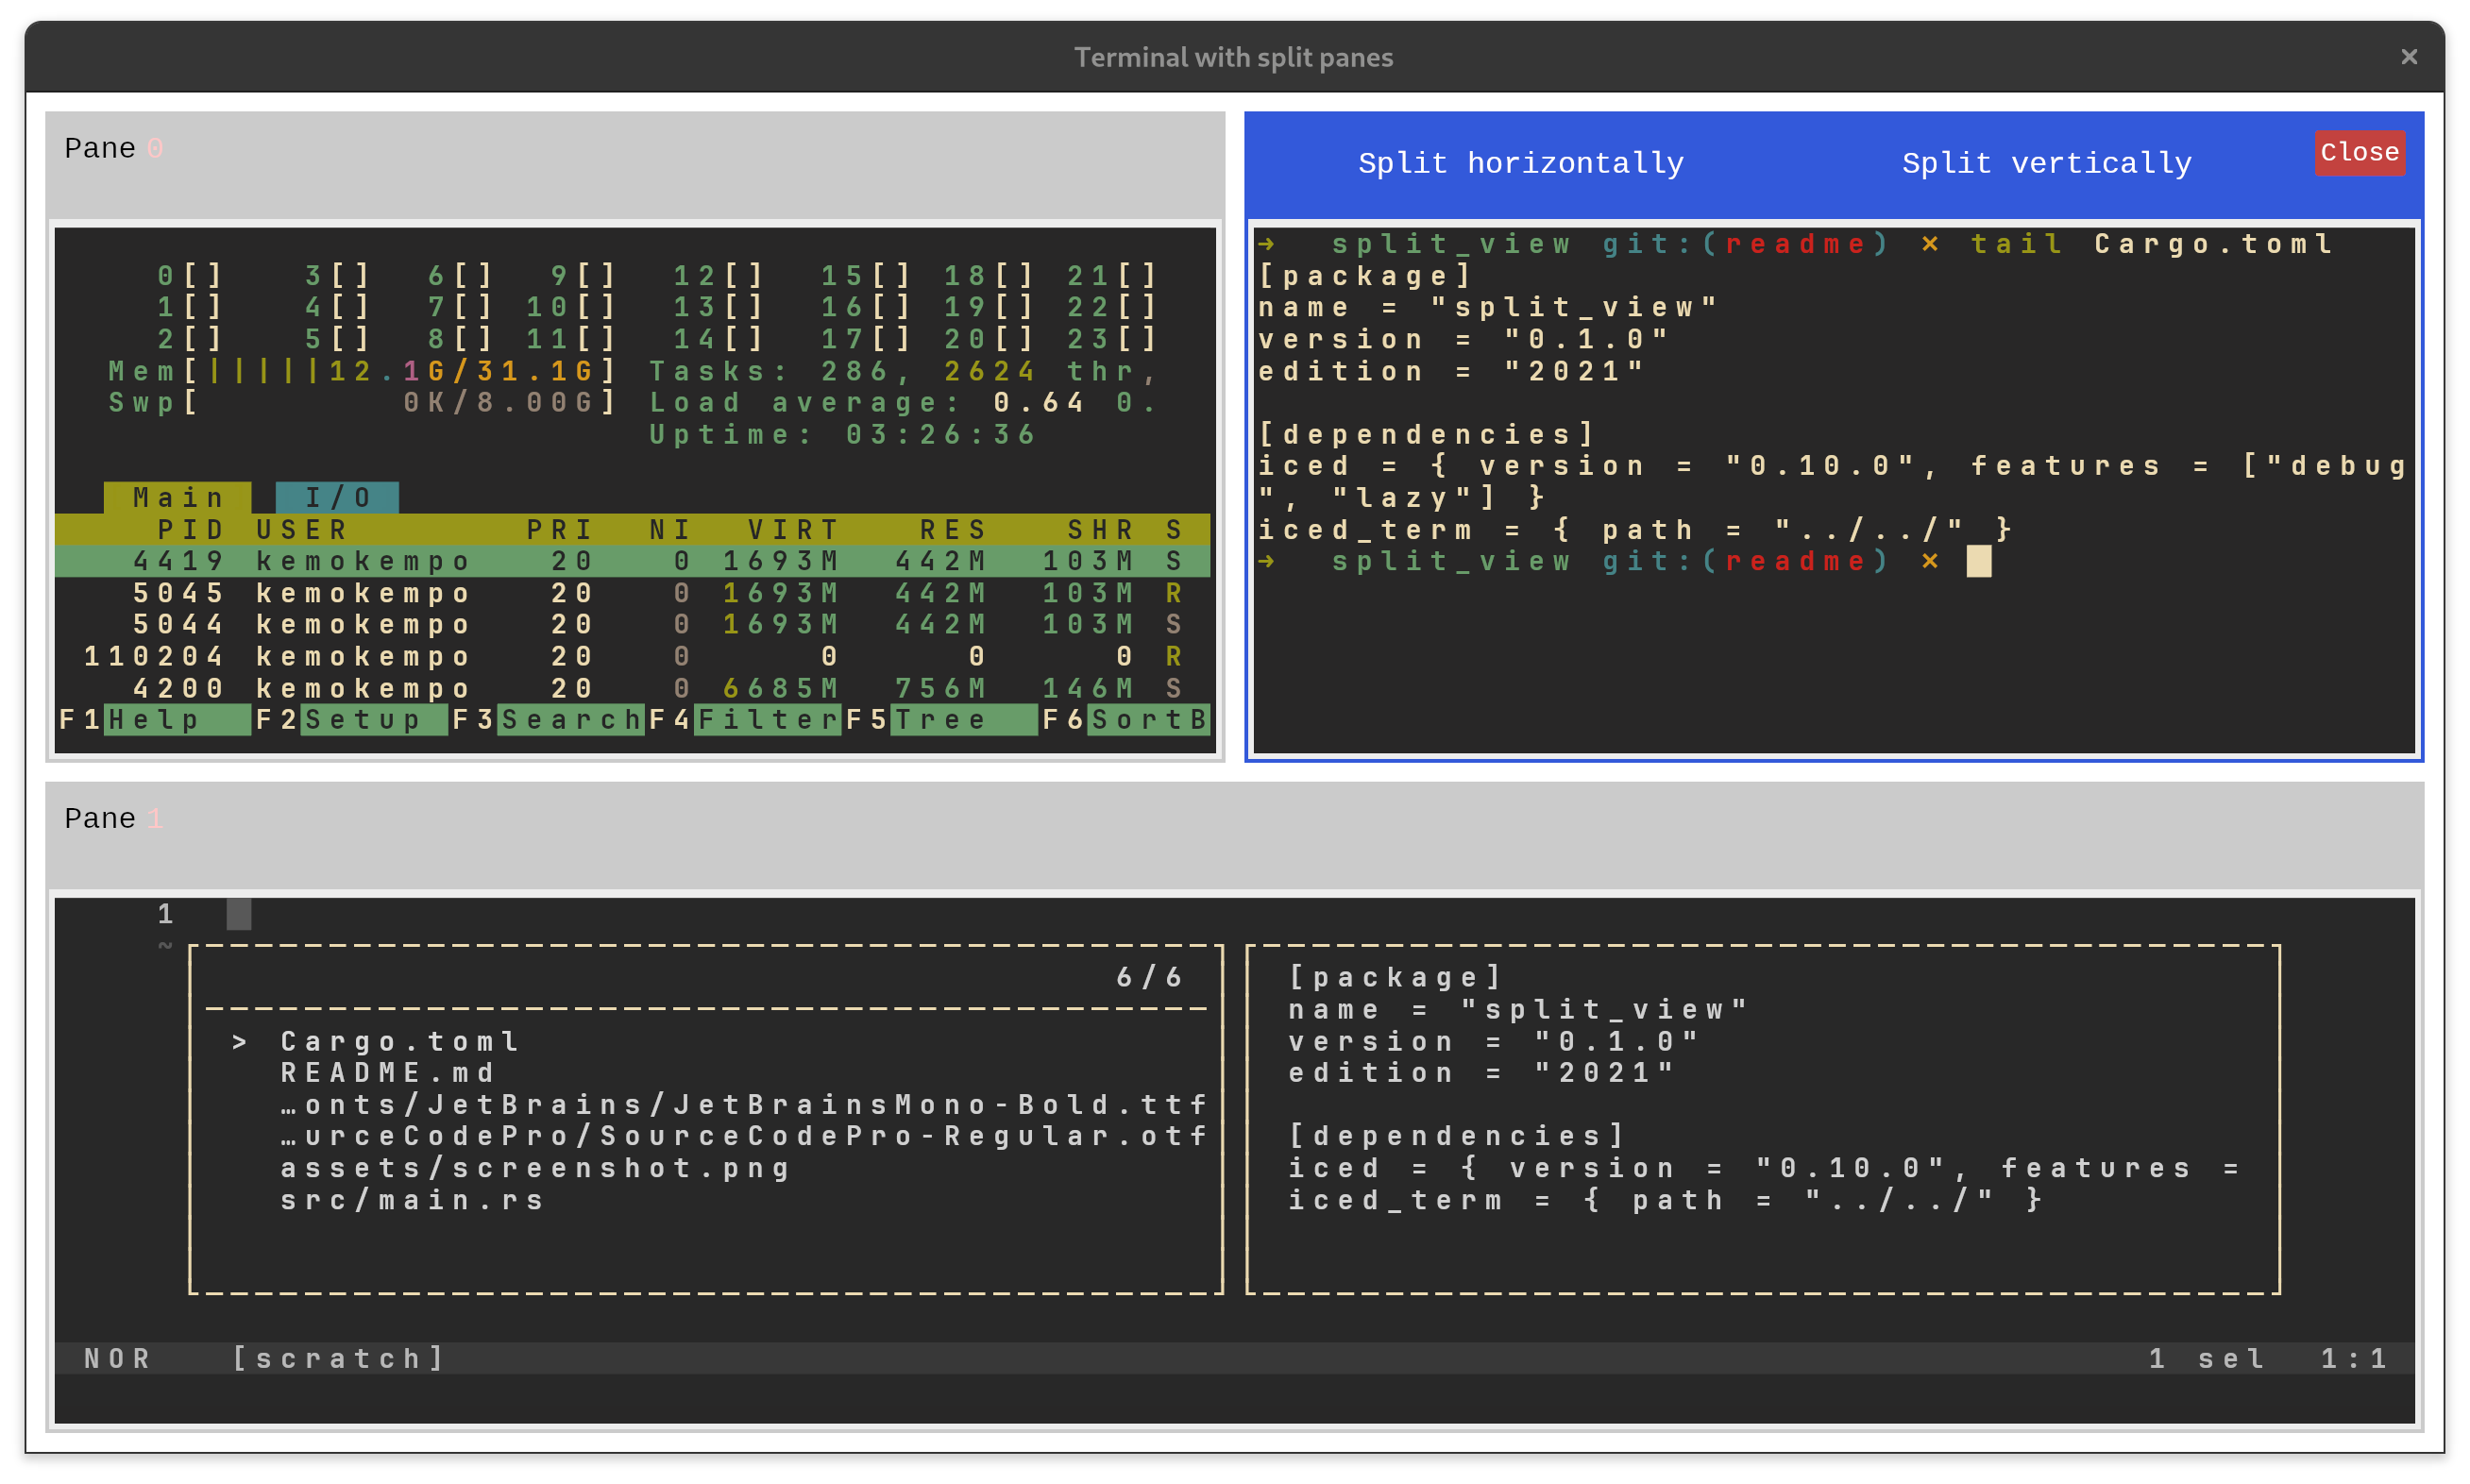 Terminal with split panes ×
Pane 0
0[] 3[] 6[] 9[] 12[] 15[] 18[] 21[]
1[] 4[] 7[] 10[] 13[] 16[] 19[] 22[]
2[] 5[] 8[] 11[] 14[] 17[] 20[] 23[]
Mem[|||||12.1G/31.1G] Tasks: 286, 2624 thr,
Swp[ 0K/8.00G] Load average: 0.64 0.
Uptime: 03:26:36
Main I/O
PID USER PRI NI VIRT RES SHR S
4419 kemokempo 20 0 1693M 442M 103M S
5045 kemokempo 20 0 1693M 442M 103M R
5044 kemokempo 20 0 1693M 442M 103M S
110204 kemokempo 20 0 0 0 0 R
4200 kemokempo 20 0 6685M 756M 146M S
F1Help F2Setup F3SearchF4FilterF5Tree F6SortB
Split horizontally Split vertically Close
→ split_view git:(readme) × tail Cargo.toml
[package]
name = "split_view"
version = "0.1.0"
edition = "2021"
[dependencies]
iced = { version = "0.10.0", features = ["debug
", "lazy"] }
iced_term = { path = "../../" }
→ split_view git:(readme) ×
Pane 1
1
~
6/6
> Cargo.toml
README.md
…onts/JetBrains/JetBrainsMono-Bold.ttf
…urceCodePro/SourceCodePro-Regular.otf
assets/screenshot.png
src/main.rs
[package]
name = "split_view"
version = "0.1.0"
edition = "2021"
[dependencies]
iced = { version = "0.10.0", features =
iced_term = { path = "../../" }
NOR [scratch] 1 sel 1:1